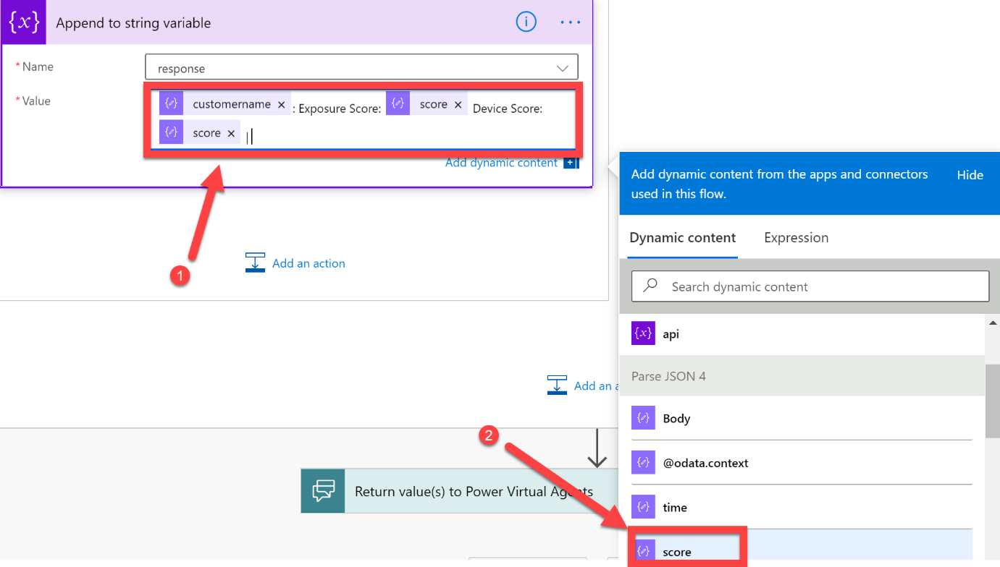 {x} Append to string variable
* Name
response
* Value
customername × : Exposure Score: score × Device Score:
score × |
Add dynamic content +
1
Add an action
Add an a
2
Return value(s) to Power Virtual Agents
Add dynamic content from the apps and connectors
used in this flow.
Hide
Dynamic content
Expression
Search dynamic content
{x} api
Parse JSON 4
Body
@odata.context
time
score